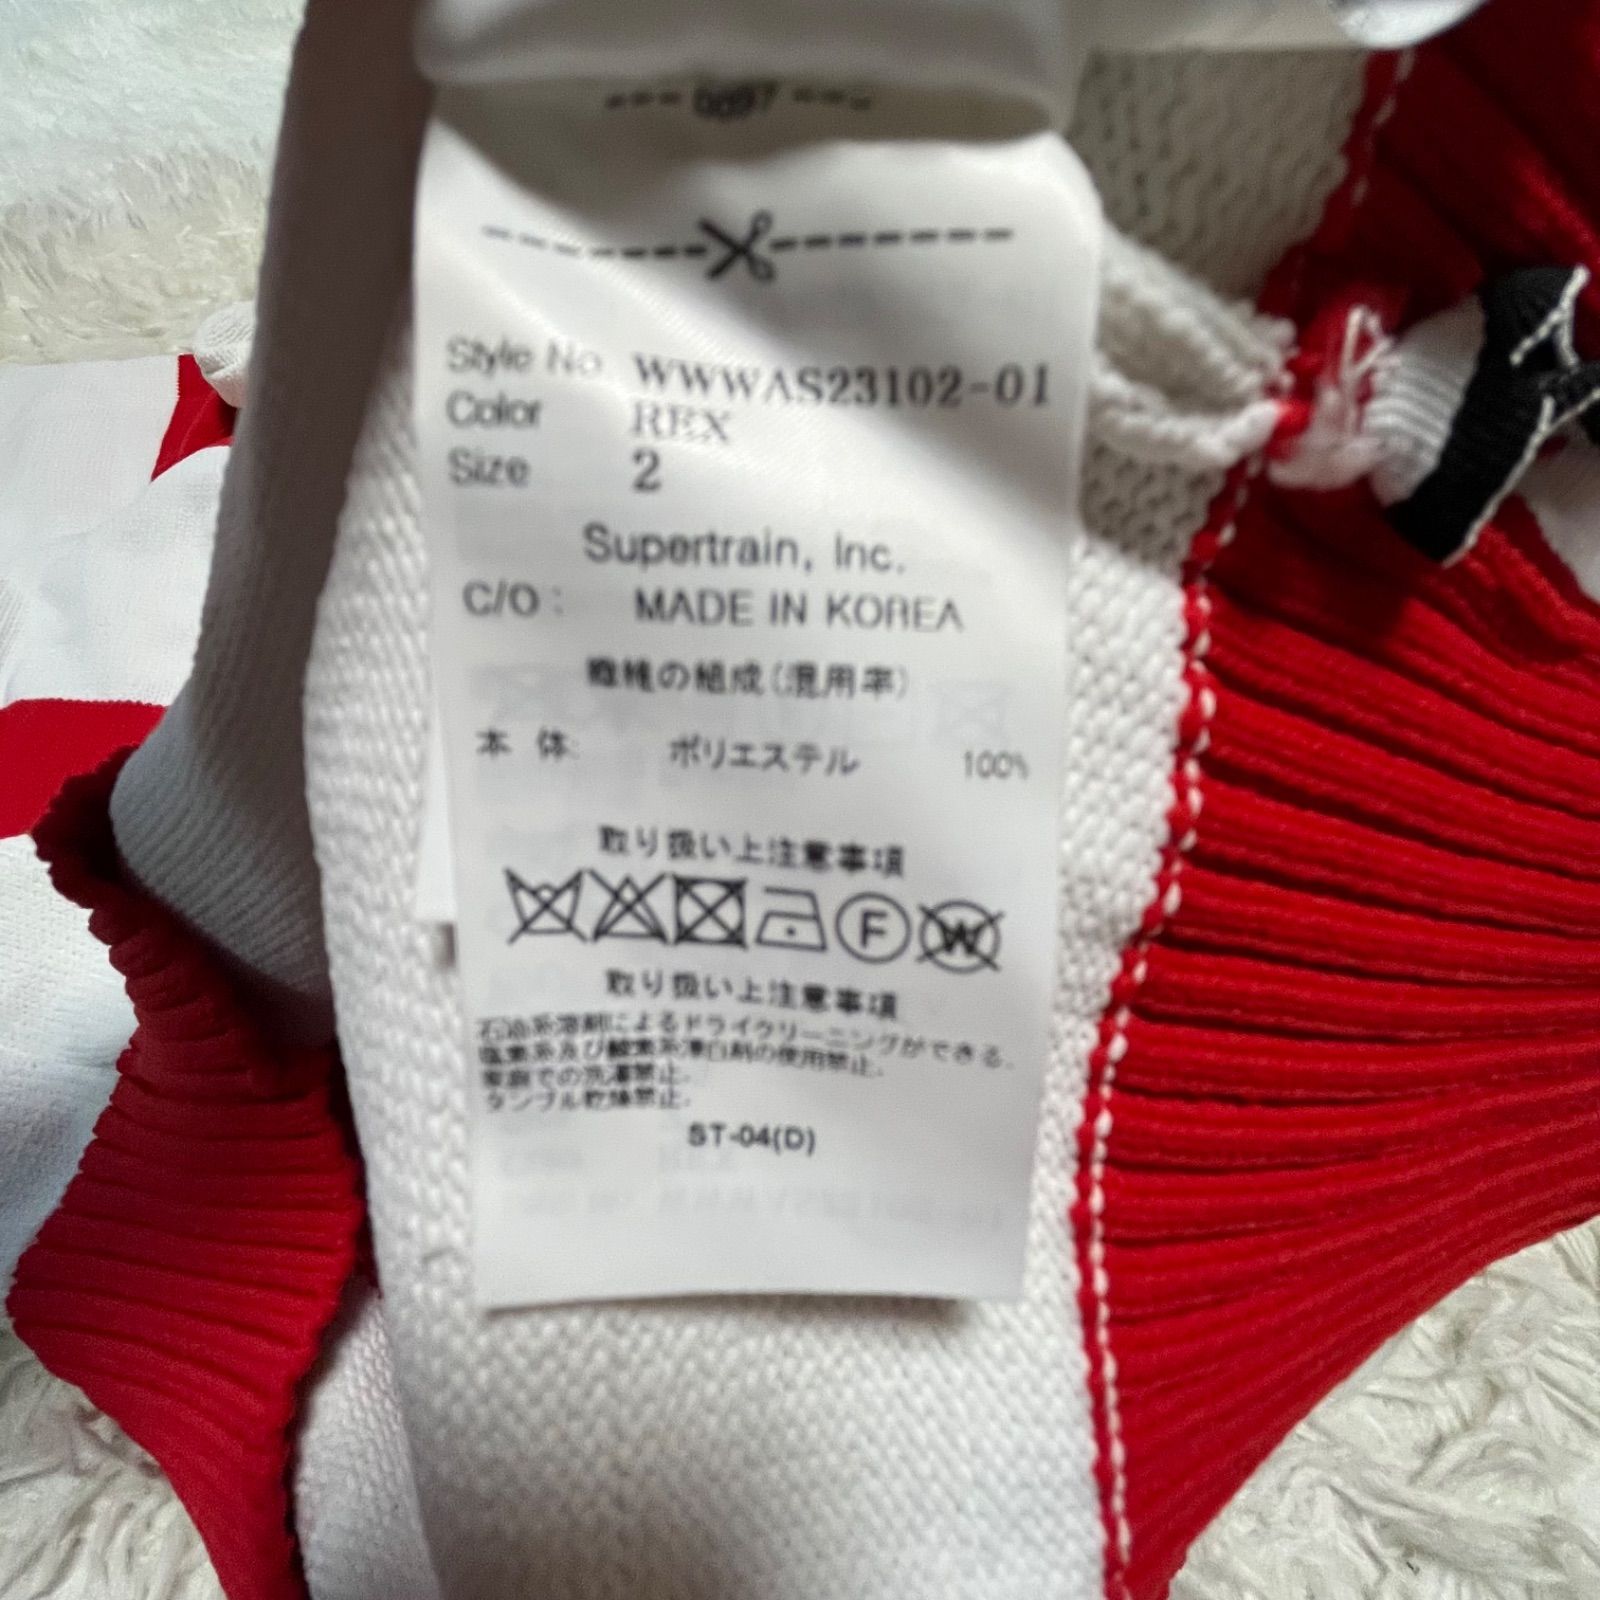 Style No. WWWAS23102-01
Color REX
Size 2
Supertrain, Inc.
C/O : MADE IN KOREA
繊維の組成(混用率)
本 体: ポリエステル 100%
取り扱い上注意事項
F W
取り扱い上注意事項
石油系溶剤によるドライクリーニングができる.
塩素系及び酸素系漂白剤の使用禁止.
家庭での洗濯禁止.
タンブル乾燥禁止.
ST-04(D)